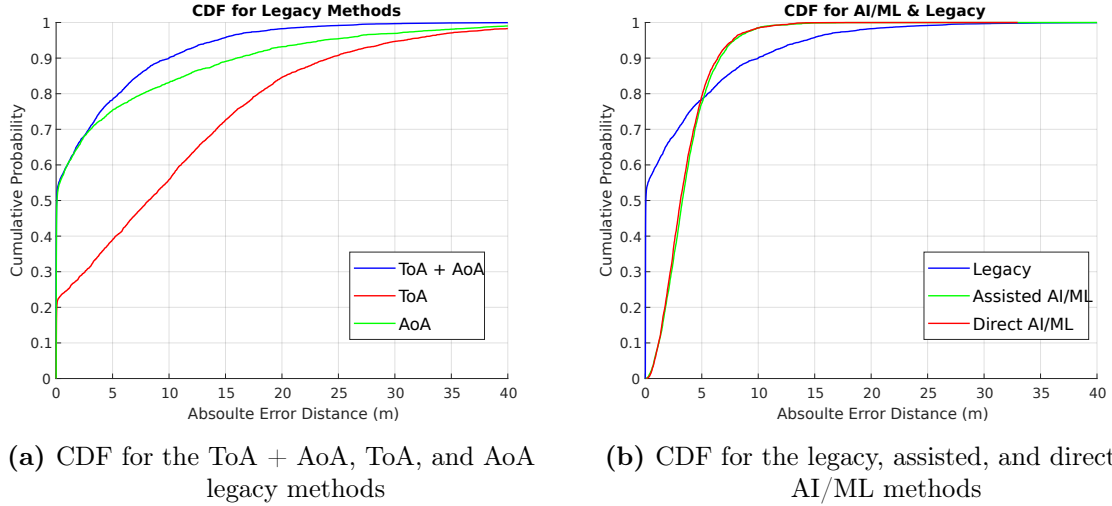 CDF for Legacy Methods
1
0.9
0.8
0.7
0.6
0.5
0.4
0.3
0.2
0.1
0
Cumulative Probability
ToA + AoA
ToA
AoA
0 5 10 15 20 25 30 35 40
Absoulte Error Distance (m)
(a) CDF for the ToA + AoA, ToA, and AoA
legacy methods
CDF for AI/ML & Legacy
1
0.9
0.8
0.7
0.6
0.5
0.4
0.3
0.2
0.1
0
Cumulative Probability
Legacy
Assisted AI/ML
Direct AI/ML
0 5 10 15 20 25 30 35 40
Absoulte Error Distance (m)
(b) CDF for the legacy, assisted, and direct
AI/ML methods